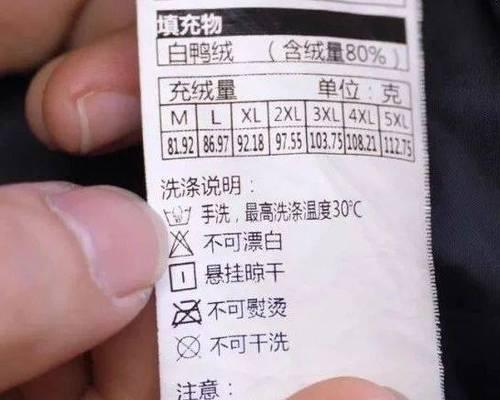 填充物
白鸭绒 （含绒量80%）
充绒量 单位：克
M L XL 2XL 3XL 4XL 5XL
81.92 86.97 92.18 97.55 103.75 108.21 112.75
洗涤说明：
手洗，最高洗涤温度30℃
不可漂白
悬挂晾干
不可熨烫
不可干洗
注意：